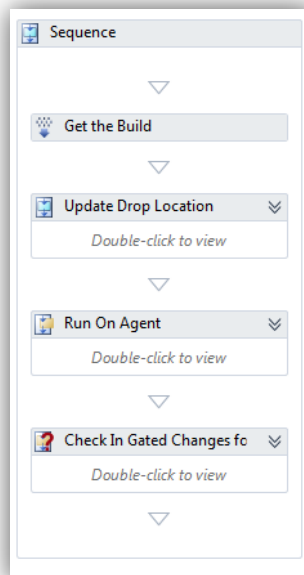 Sequence
Get the Build
Update Drop Location
Double-click to view
Run On Agent
Double-click to view
Check In Gated Changes fo
Double-click to view